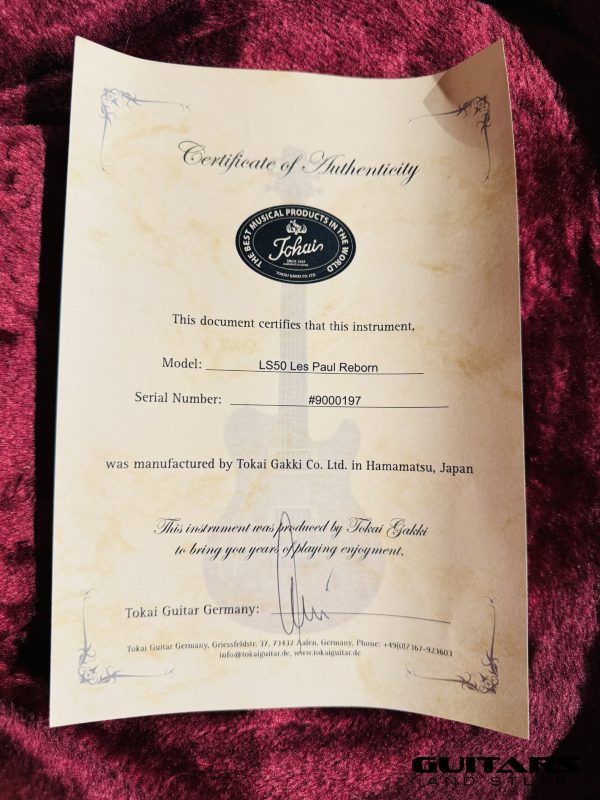 Certificate of Authenticity
THE BEST MUSICAL PRODUCTS IN THE WORLD
Tokai
SINCE 1947
TOKAI GAKKI CO. LTD.
This document certifies that this instrument,
Model: LS50 Les Paul Reborn
Serial Number: #9000197
was manufactured by Tokai Gakki Co. Ltd. in Hamamatsu, Japan
This instrument was produced by Tokai Gakki
to bring you years of playing enjoyment.
Tokai Guitar Germany:
Tokai Guitar Germany, Griessfeldstr. 37, 73432 Aalen, Germany, Phone: +49(0)7367-923603
info@tokaiguitar.de, www.tokaiguitar.de
GUITARS
AND STUFF